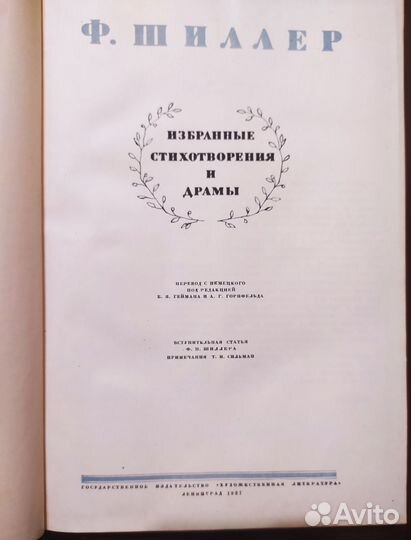 Ф. ШИЛЛЕР
ИЗБРАННЫЕ
СТИХОТВОРЕНИЯ
И
ДРАМЫ
ПЕРЕВОД С НЕМЕЦКОГО
ПОД РЕДАКЦИЕЙ
Б. Я. ГЕЙМАНА И А. Г. ГОРНФЕЛЬДА
ВСТУПИТЕЛЬНАЯ СТАТЬЯ
Ф. П. ШИЛЛЕРА
ПРИМЕЧАНИЯ Т. И. СИЛЬМАН
ГОСУДАРСТВЕННОЕ ИЗДАТЕЛЬСТВО «ХУДОЖЕСТВЕННАЯ ЛИТЕРАТУРА»
ЛЕНИНГРАД 1937
Avito